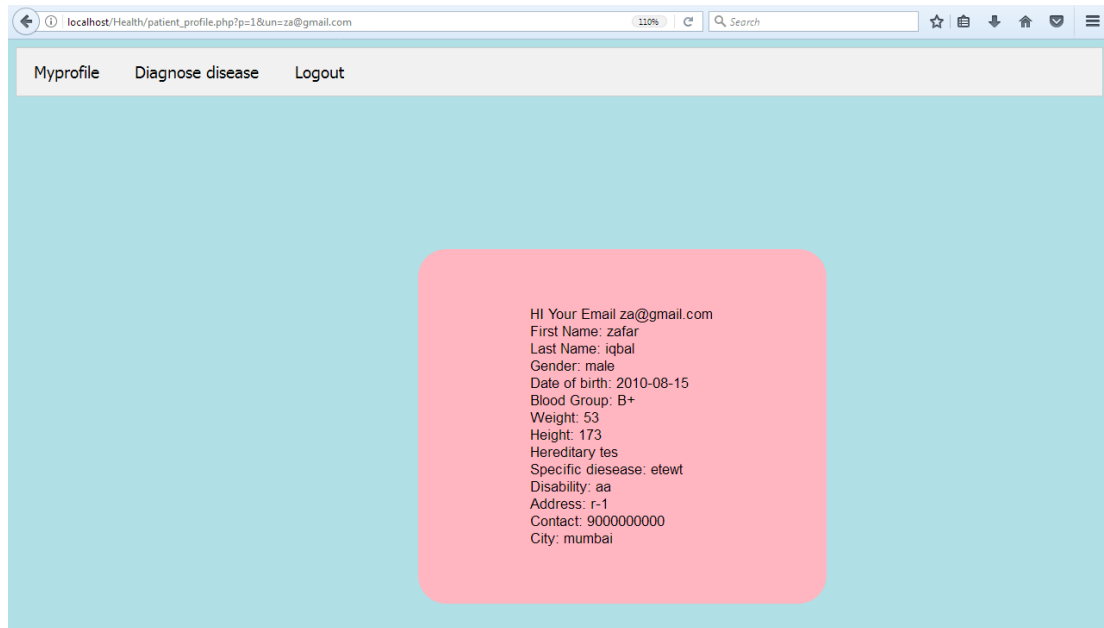 localhost/Health/patient_profile.php?p=1&un=za@gmail.com 110% Search
Myprofile Diagnose disease Logout
HI Your Email za@gmail.com
First Name: zafar
Last Name: iqbal
Gender: male
Date of birth: 2010-08-15
Blood Group: B+
Weight: 53
Height: 173
Hereditary tes
Specific diesease: etewt
Disability: aa
Address: r-1
Contact: 9000000000
City: mumbai